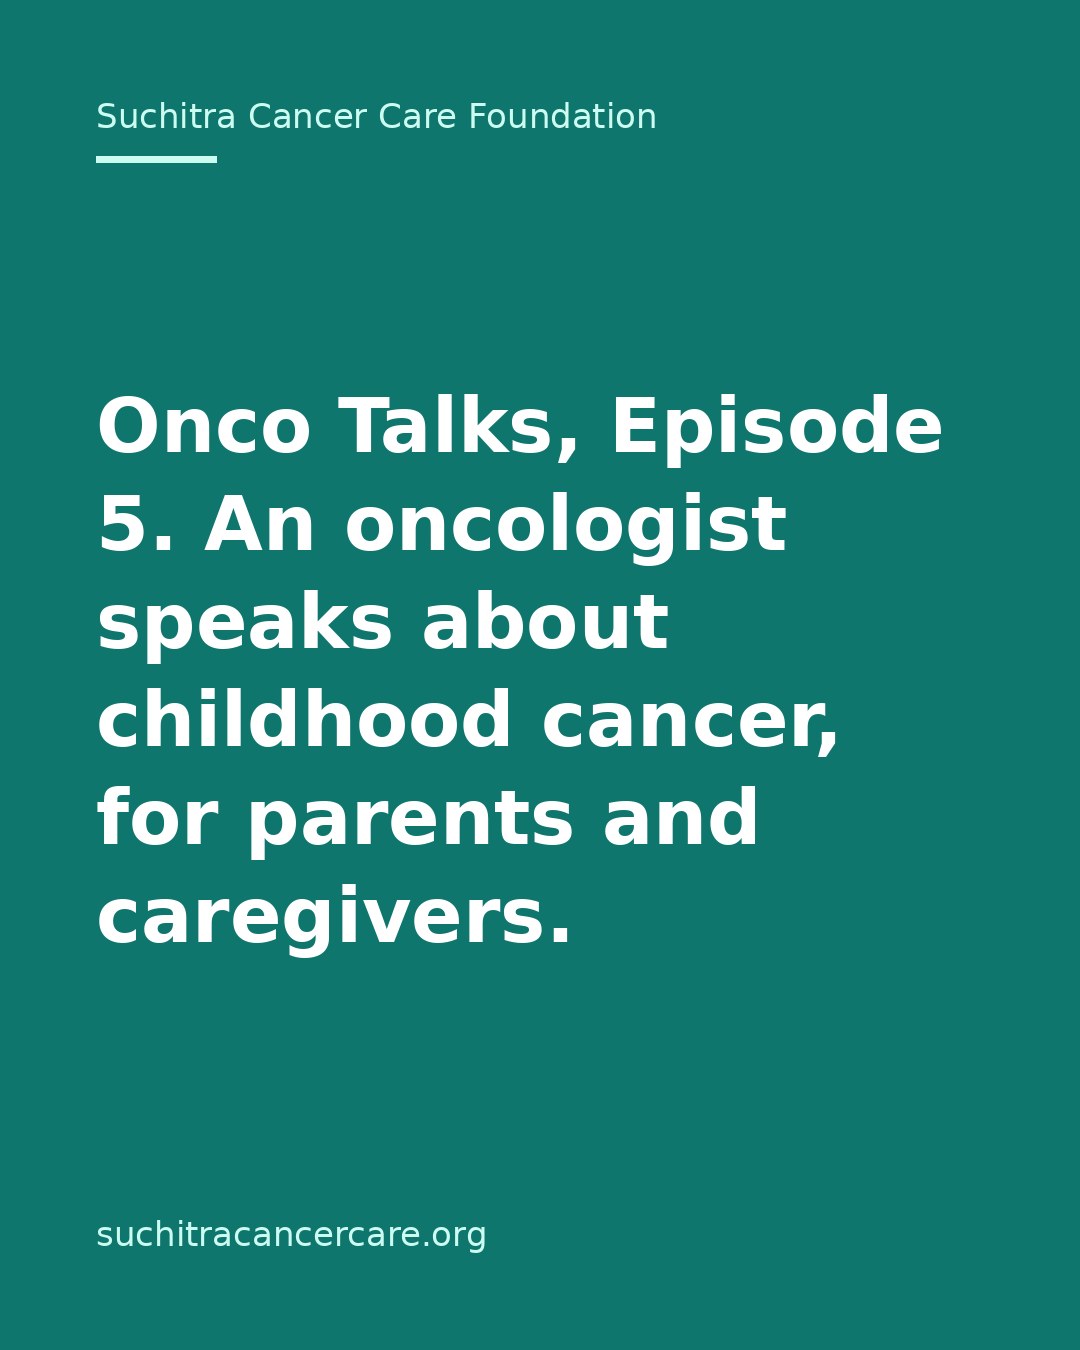 Suchitra Cancer Care Foundation
Onco Talks, Episode
5. An oncologist
speaks about
childhood cancer,
for parents and
caregivers.
suchitracancercare.org